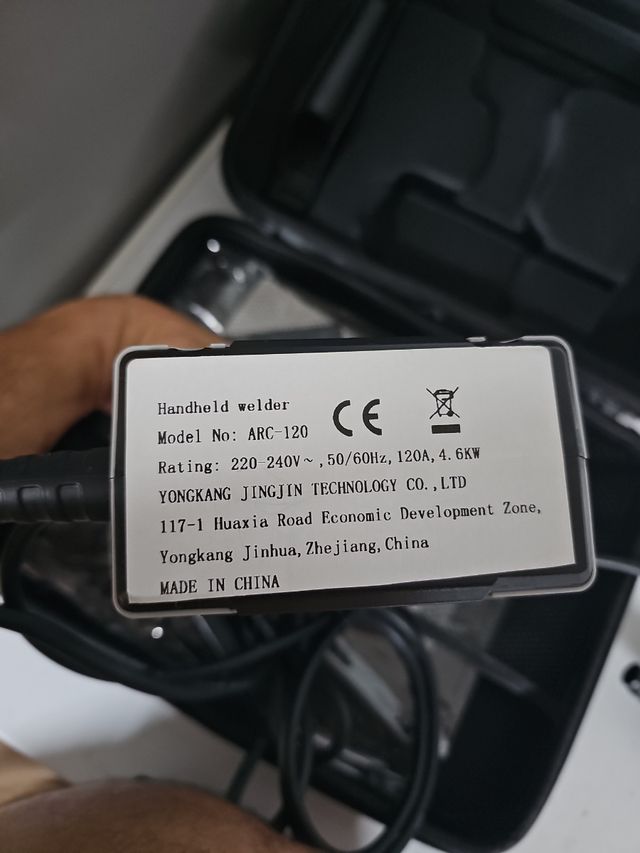 Handheld welder
CE
Model No: ARC-120
Rating: 220-240V~,50/60Hz,120A,4.6KW
YONGKANG JINGJIN TECHNOLOGY CO.,LTD
117-1 Huaxia Road Economic Development Zone,
Yongkang Jinhua,Zhejiang,China
MADE IN CHINA